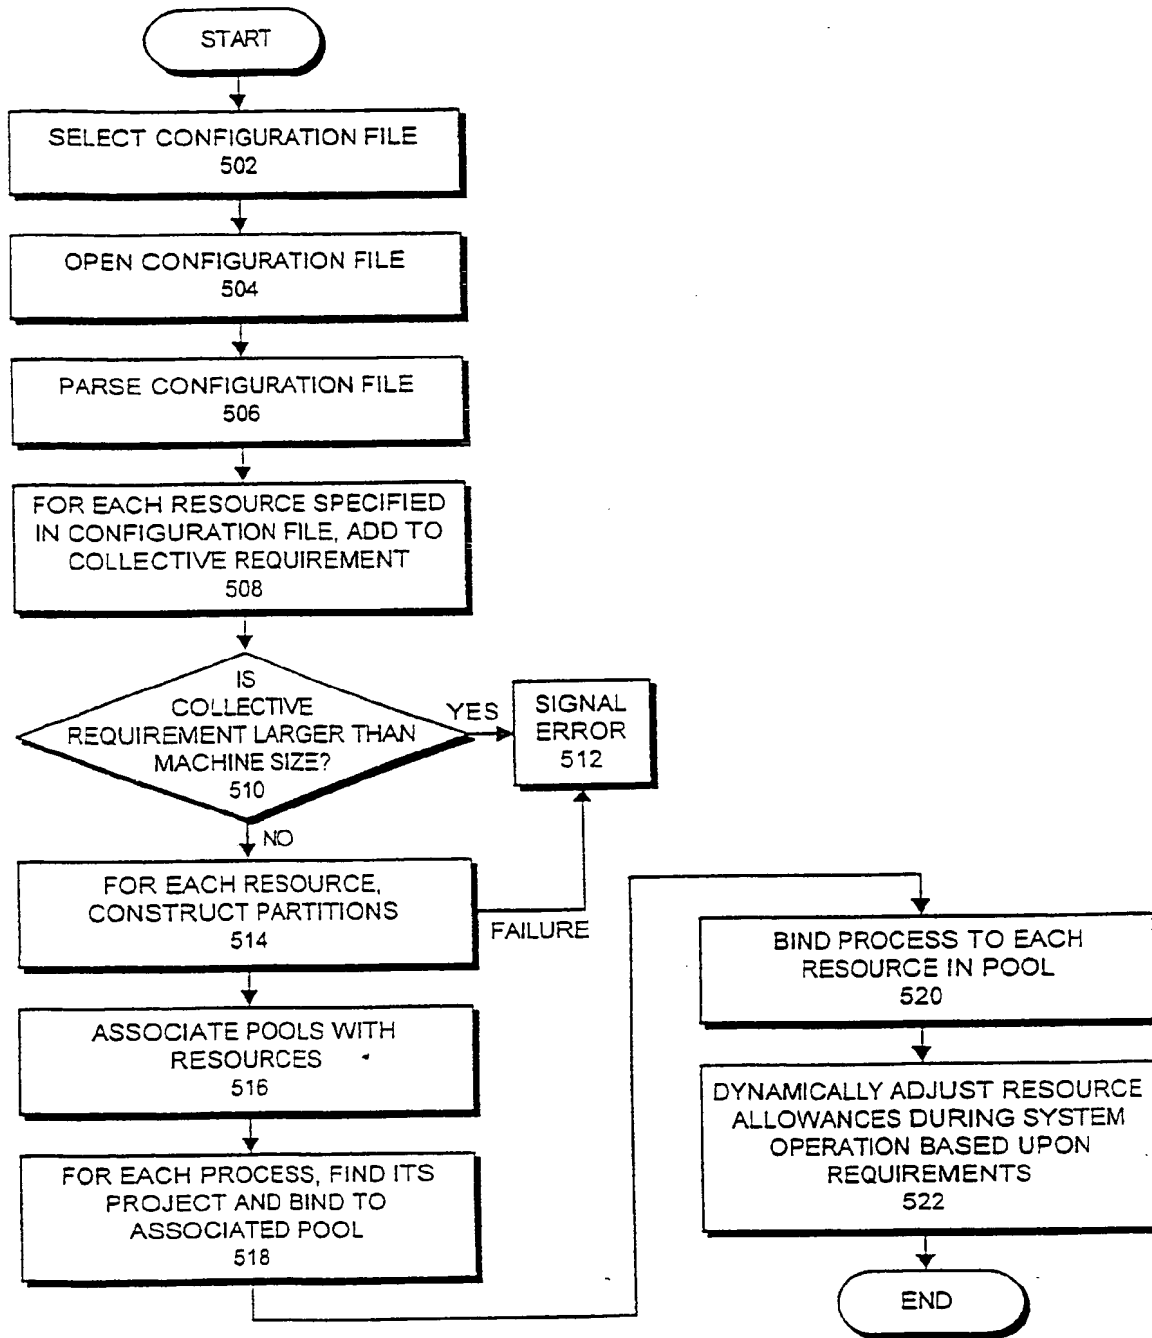 START
SELECT CONFIGURATION FILE
502
OPEN CONFIGURATION FILE
504
PARSE CONFIGURATION FILE
506
FOR EACH RESOURCE SPECIFIED
IN CONFIGURATION FILE, ADD TO
COLLECTIVE REQUIREMENT
508
IS
COLLECTIVE
REQUIREMENT LARGER THAN
MACHINE SIZE?
510
YES
SIGNAL
ERROR
512
NO
FOR EACH RESOURCE,
CONSTRUCT PARTITIONS
514
FAILURE
ASSOCIATE POOLS WITH
RESOURCES
516
FOR EACH PROCESS, FIND ITS
PROJECT AND BIND TO
ASSOCIATED POOL
518
BIND PROCESS TO EACH
RESOURCE IN POOL
520
DYNAMICALLY ADJUST RESOURCE
ALLOWANCES DURING SYSTEM
OPERATION BASED UPON
REQUIREMENTS
522
END